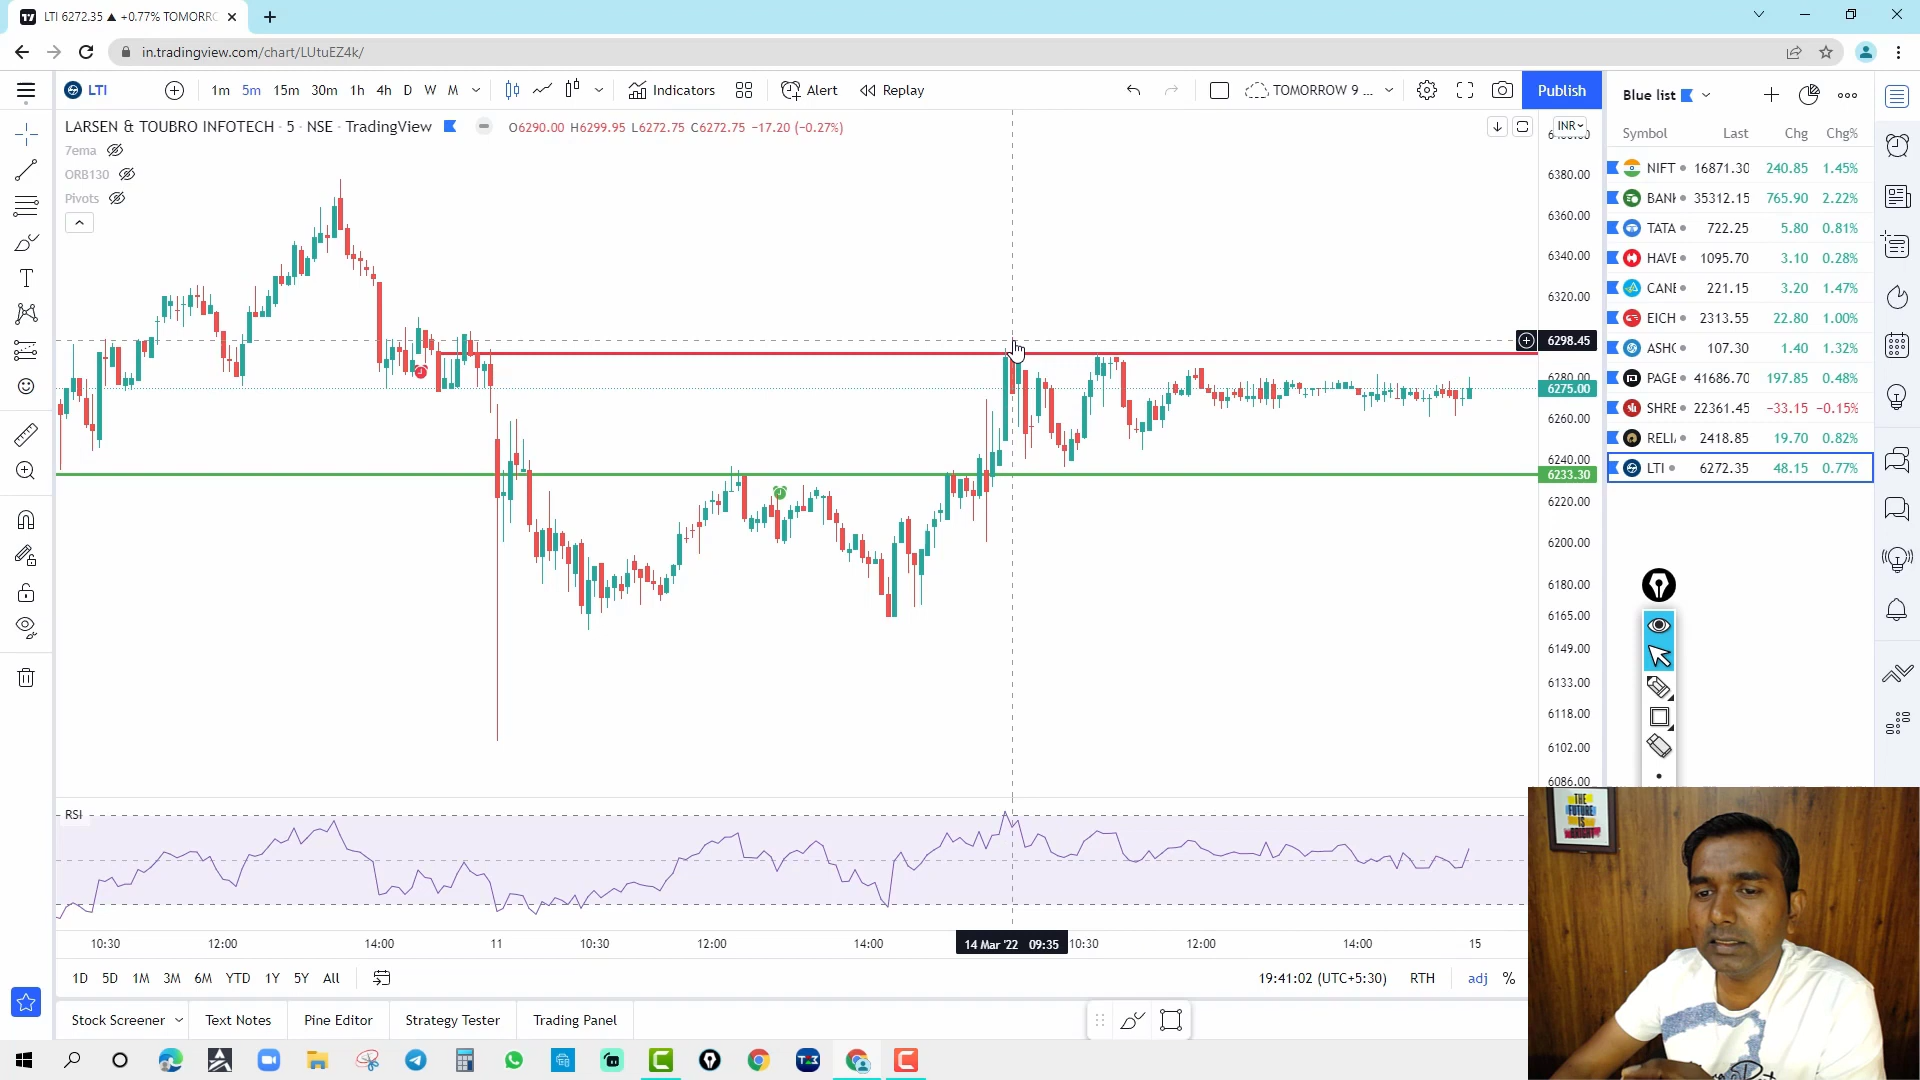 LTI 6272.35 ▲ +0.77% TOMORRO
in.tradingview.com/chart/LUtuEZ4k/
LTI 1m 5m 15m 30m 1h 4h D W M Indicators Alert Replay TOMORROW 9 ... Publish
LARSEN & TOUBRO INFOTECH · 5 · NSE · TradingView O6290.00 H6299.95 L6272.75 C6272.75 −17.20 (−0.27%)
7ema
ORB130
Pivots
INR
6380.00
6360.00
6340.00
6320.00
6298.45
6280.00
6275.00
6260.00
6240.00
6233.30
6220.00
6200.00
6180.00
6165.00
6149.00
6133.00
6118.00
6102.00
6086.00
RSI
10:30 12:00 14:00 11 10:30 12:00 14:00 14 Mar '22 09:35 10:30 12:00 14:00 15
1D 5D 1M 3M 6M YTD 1Y 5Y All 19:41:02 (UTC+5:30) RTH adj %
Stock Screener Text Notes Pine Editor Strategy Tester Trading Panel
Blue list
Symbol Last Chg Chg%
NIFT 16871.30 240.85 1.45%
BANK 35312.15 765.90 2.22%
TATA 722.25 5.80 0.81%
HAVE 1095.70 3.10 0.28%
CANE 221.15 3.20 1.47%
EICH 2313.55 22.80 1.00%
ASHO 107.30 1.40 1.32%
PAGE 41686.70 197.85 0.48%
SHRE 22361.45 −33.15 −0.15%
RELI 2418.85 19.70 0.82%
LTI 6272.35 48.15 0.77%
THE
FUTURE
IS
BRIGHT